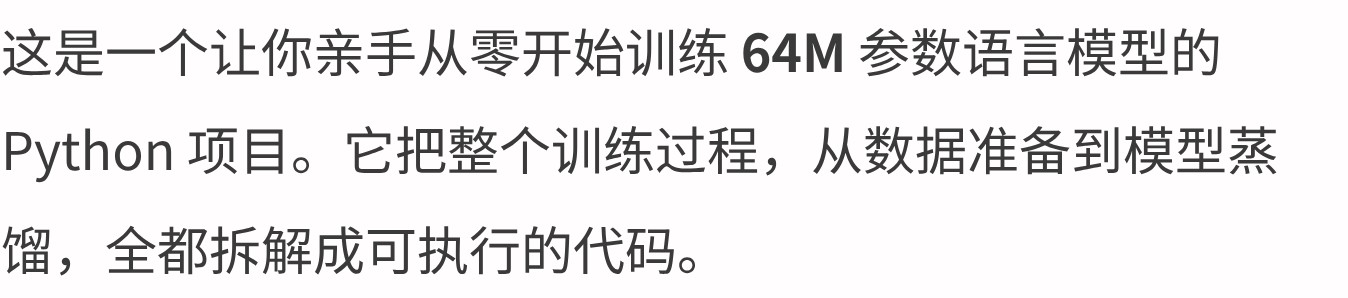 这是一个让你亲手从零开始训练 64M 参数语言模型的
Python 项目。它把整个训练过程，从数据准备到模型蒸
馏，全都拆解成可执行的代码。